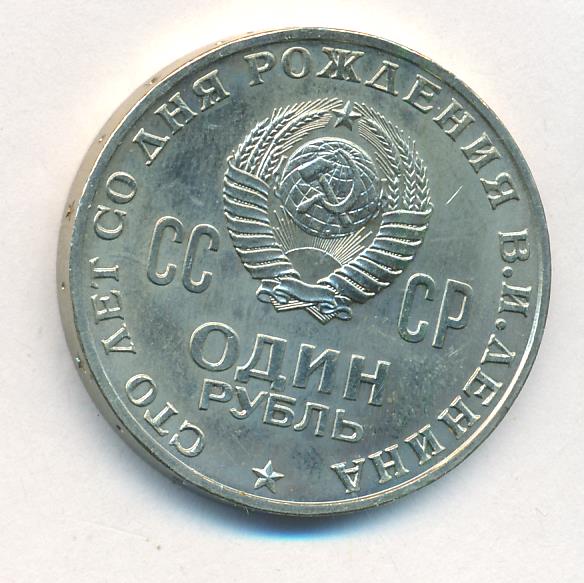 СТО ЛЕТ СО ДНЯ РОЖДЕНИЯ В.И.ЛЕНИНА
СС СР
ОДИН
РУБЛЬ